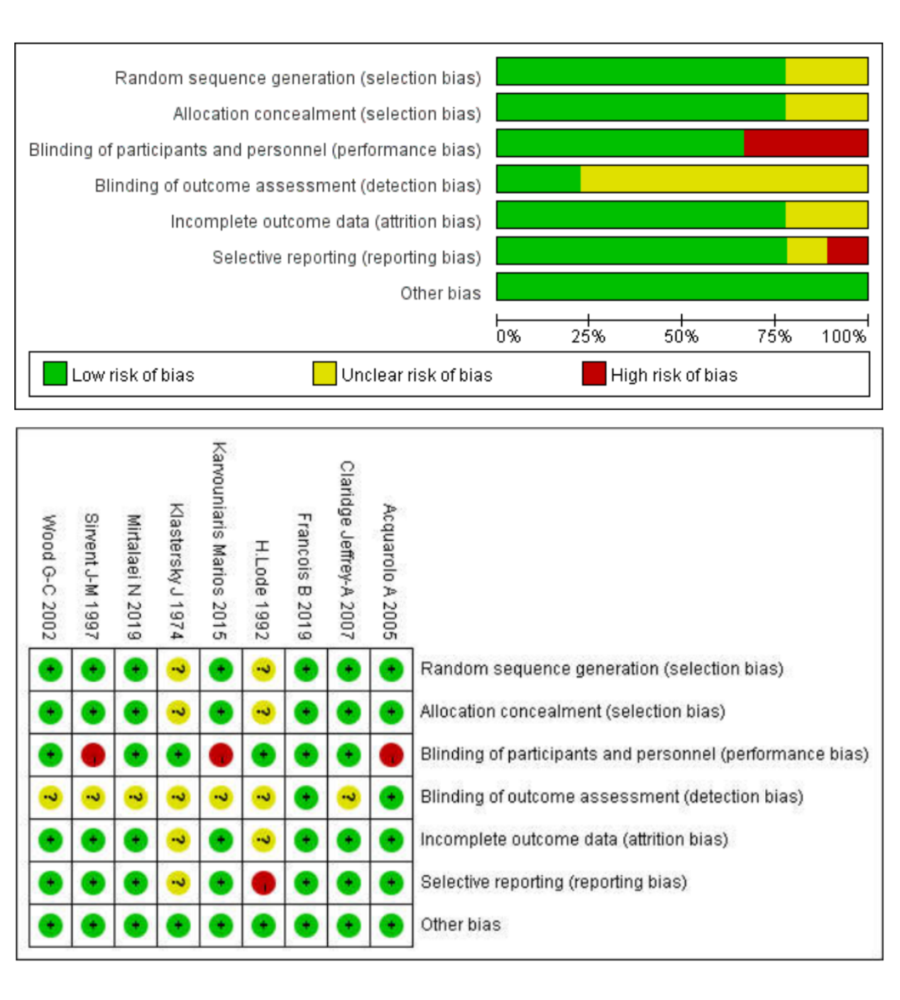 Random sequence generation (selection bias)
Allocation concealment (selection bias)
Blinding of participants and personnel (performance bias)
Blinding of outcome assessment (detection bias)
Incomplete outcome data (attrition bias)
Selective reporting (reporting bias)
Other bias
0% 25% 50% 75% 100%
Low risk of bias Unclear risk of bias High risk of bias
Wood G-C 2002
Sirvent J-M 1997
Mirtalaei N 2019
Klastersky J 1974
Karvouniaris Marios 2015
H.Lode 1992
Francois B 2019
Claridge Jeffrey-A 2007
Acquarolo A 2005
+ + + ? + ? + + + Random sequence generation (selection bias)
+ + + ? + ? + + + Allocation concealment (selection bias)
+ - + + - + + + - Blinding of participants and personnel (performance bias)
? ? ? ? ? ? + ? + Blinding of outcome assessment (detection bias)
+ + + ? + ? + + + Incomplete outcome data (attrition bias)
+ + + ? + - + + + Selective reporting (reporting bias)
+ + + + + + + + + Other bias